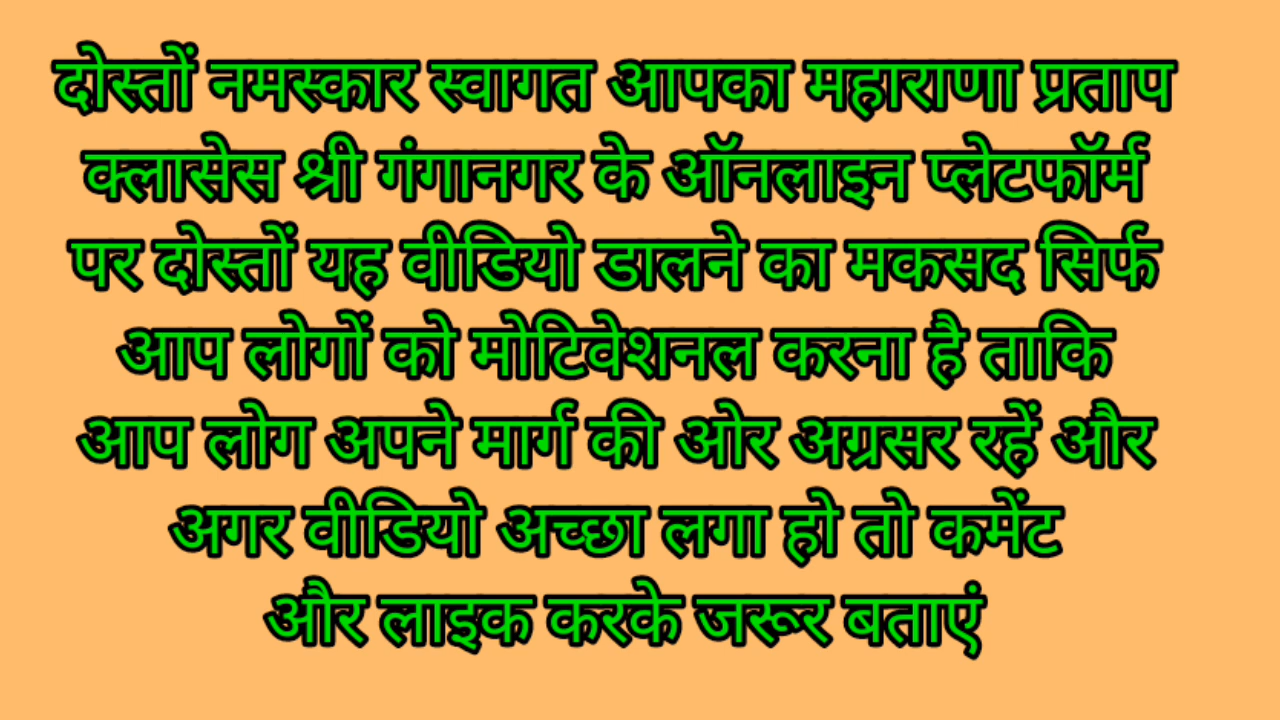 दोस्तों नमस्कार स्वागत आपका महाराणा प्रताप
क्लासेस श्री गंगानगर के ऑनलाइन प्लेटफॉर्म
पर दोस्तों यह वीडियो डालने का मकसद सिर्फ
आप लोगों को मोटिवेशनल करना है ताकि
आप लोग अपने मार्ग की ओर अग्रसर रहें और
अगर वीडियो अच्छा लगा हो तो कमेंट
और लाइक करके जरूर बताएं